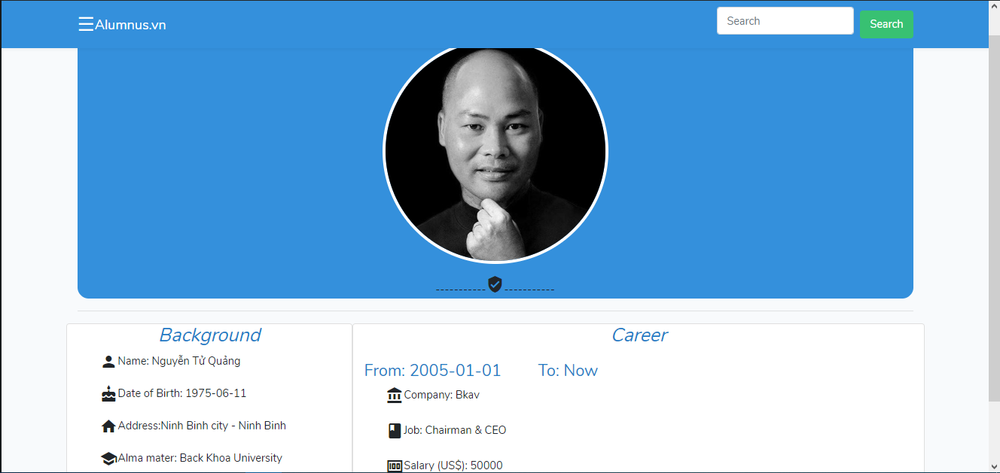 ☰Alumnus.vn
Search
Search
Background
Name: Nguyễn Tử Quảng
Date of Birth: 1975-06-11
Address:Ninh Binh city - Ninh Binh
Alma mater: Back Khoa University
Career
From: 2005-01-01 To: Now
Company: Bkav
Job: Chairman & CEO
Salary (US$): 50000